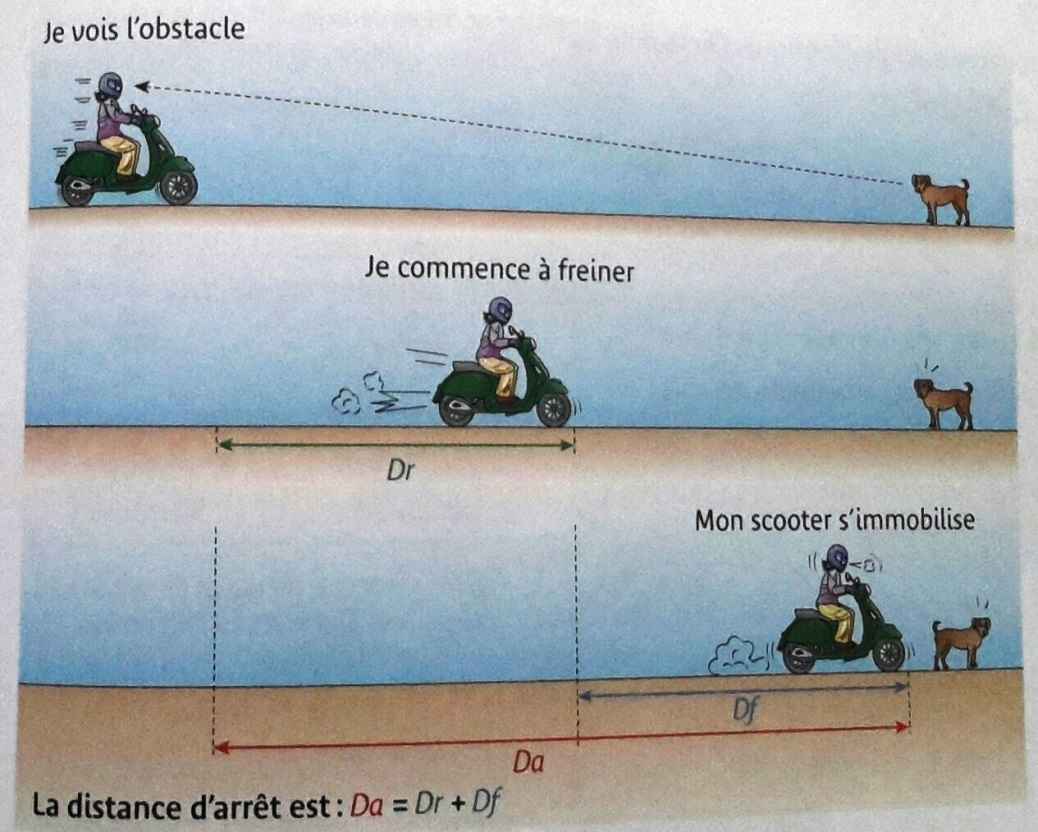 Je vois l'obstacle
Je commence à freiner
Dr
Mon scooter s'immobilise
Df
Da
La distance d'arrêt est : Da = Dr + Df